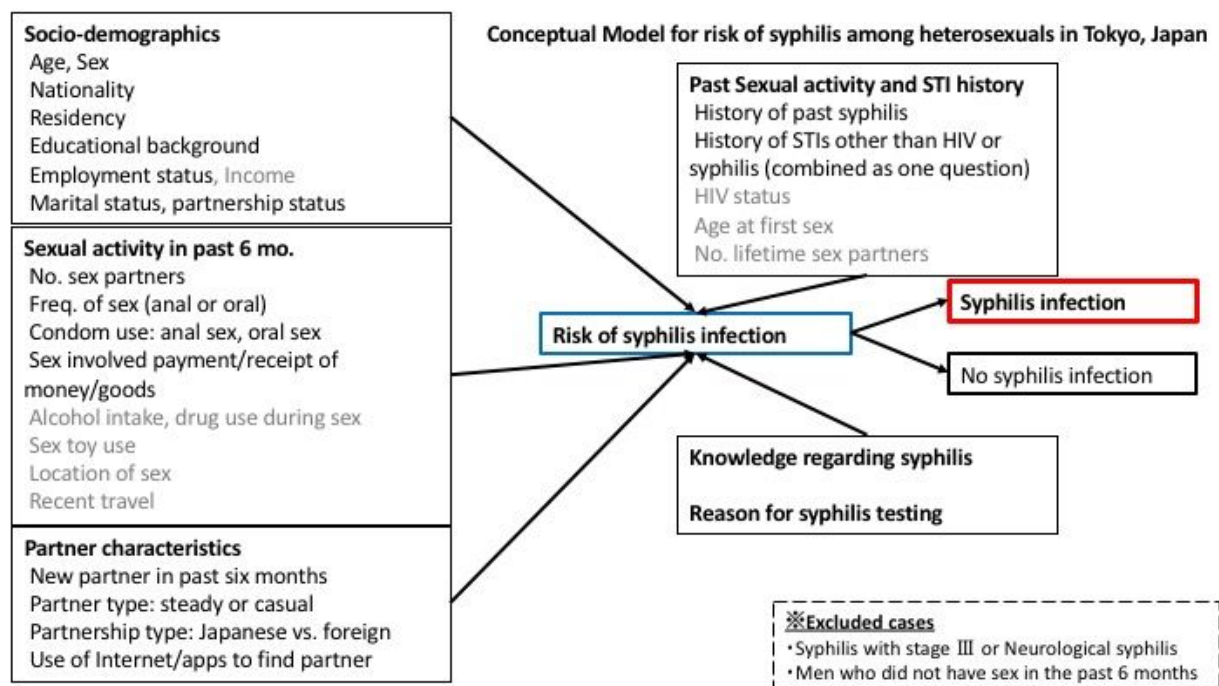 Socio-demographics
Age, Sex
Nationality
Residency
Educational background
Employment status, Income
Marital status, partnership status
Sexual activity in past 6 mo.
No. sex partners
Freq. of sex (anal or oral)
Condom use: anal sex, oral sex
Sex involved payment/receipt of
money/goods
Alcohol intake, drug use during sex
Sex toy use
Location of sex
Recent travel
Partner characteristics
New partner in past six months
Partner type: steady or casual
Partnership type: Japanese vs. foreign
Use of Internet/apps to find partner
Conceptual Model for risk of syphilis among heterosexuals in Tokyo, Japan
Past Sexual activity and STI history
History of past syphilis
History of STIs other than HIV or
syphilis (combined as one question)
HIV status
Age at first sex
No. lifetime sex partners
Risk of syphilis infection
Syphilis infection
No syphilis infection
Knowledge regarding syphilis
Reason for syphilis testing
※Excluded cases
・Syphilis with stage Ⅲ or Neurological syphilis
・Men who did not have sex in the past 6 months